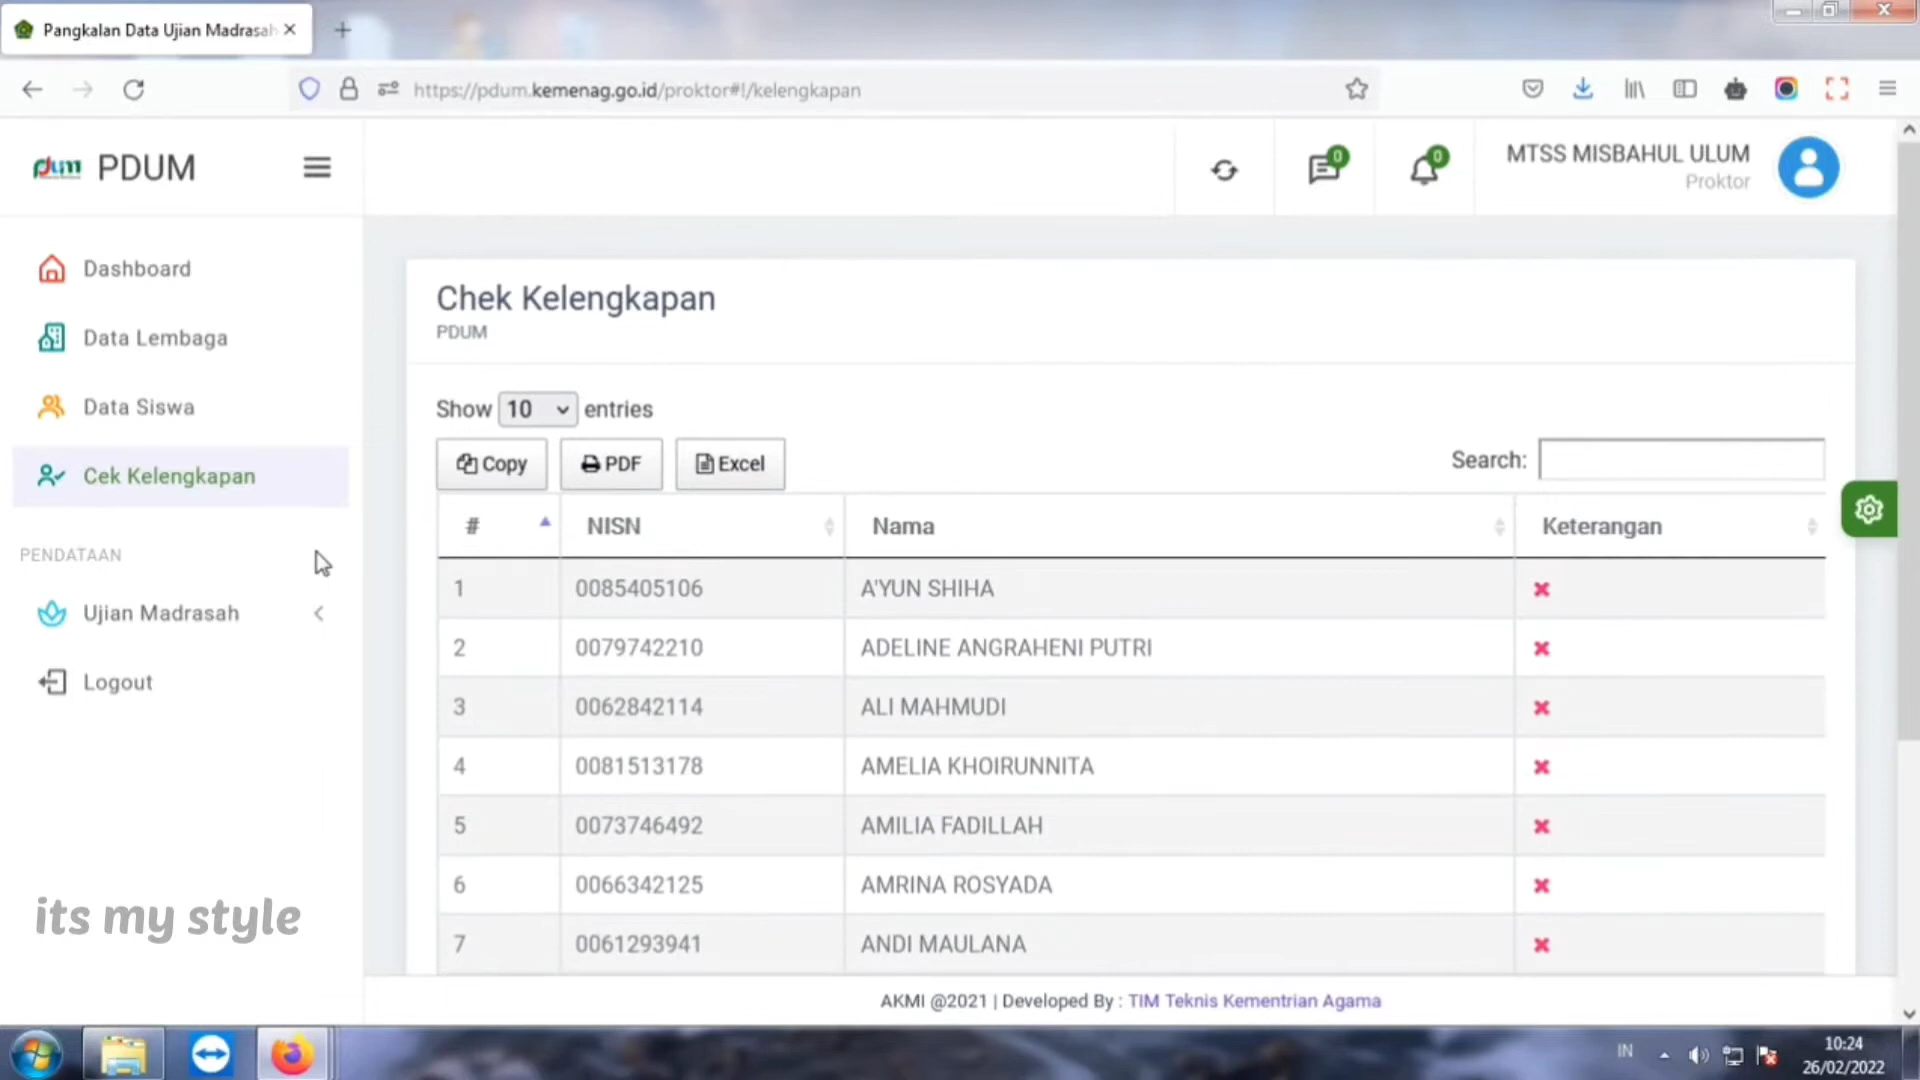 Pangkalan Data Ujian Madrasah
https://pdum.kemenag.go.id/proktor#!/kelengkapan
pdum PDUM
0
0
MTSS MISBAHUL ULUM
Proktor
Dashboard
Data Lembaga
Data Siswa
Cek Kelengkapan
PENDATAAN
Ujian Madrasah
Logout
its my style
Chek Kelengkapan
PDUM
Show 10 entries
Copy PDF Excel
Search:
# NISN Nama Keterangan
1 0085405106 A'YUN SHIHA
2 0079742210 ADELINE ANGRAHENI PUTRI
3 0062842114 ALI MAHMUDI
4 0081513178 AMELIA KHOIRUNNITA
5 0073746492 AMILIA FADILLAH
6 0066342125 AMRINA ROSYADA
7 0061293941 ANDI MAULANA
AKMI @2021 | Developed By : TIM Teknis Kementrian Agama
IN
10:24
26/02/2022